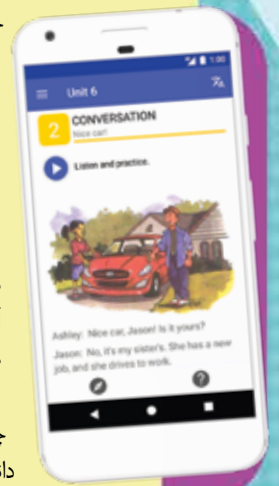 1:00
Unit 6
2 CONVERSATION
Nice car!
Listen and practice.
Ashley: Nice car, Jason! Is it yours?
Jason: No, it's my sister's. She has a new
job, and she drives to work.
?